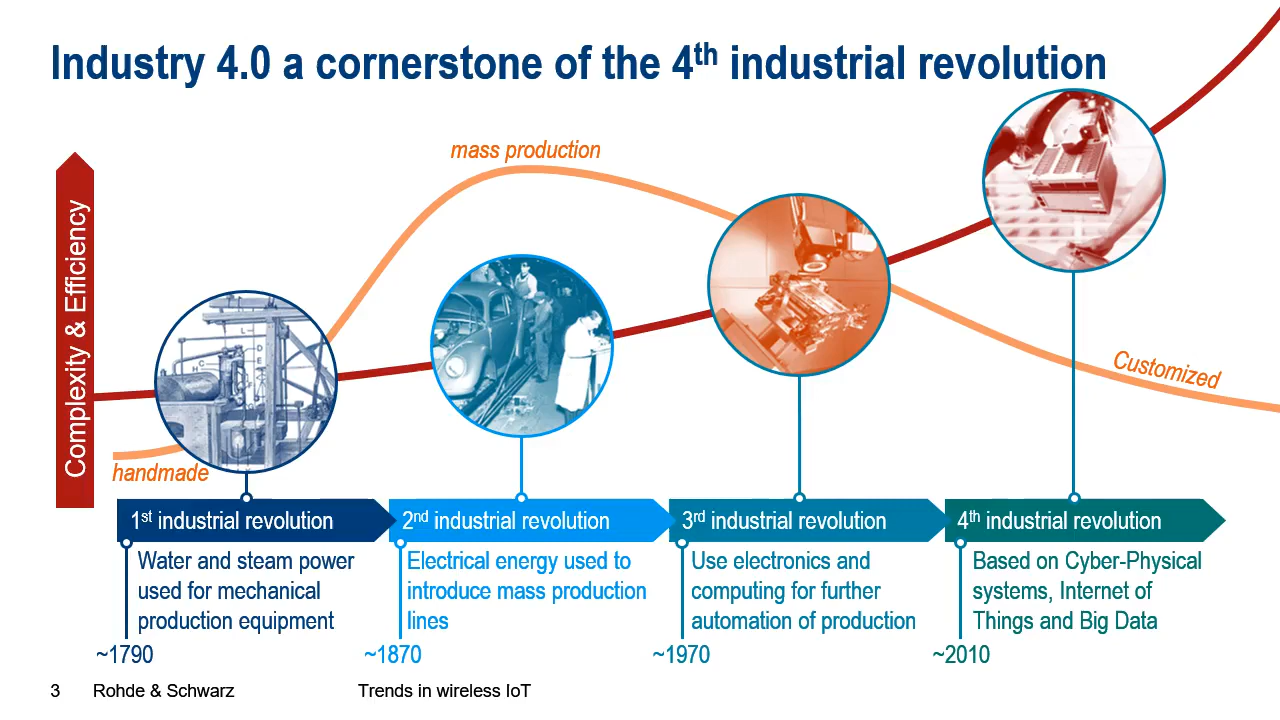 Industry 4.0 a cornerstone of the 4th industrial revolution
mass production
Complexity & Efficiency
Customized
handmade
1st industrial revolution
2nd industrial revolution
3rd industrial revolution
4th industrial revolution
Water and steam power
used for mechanical
production equipment
Electrical energy used to
introduce mass production
lines
Use electronics and
computing for further
automation of production
Based on Cyber-Physical
systems, Internet of
Things and Big Data
~1790
~1870
~1970
~2010
3 Rohde & Schwarz Trends in wireless IoT